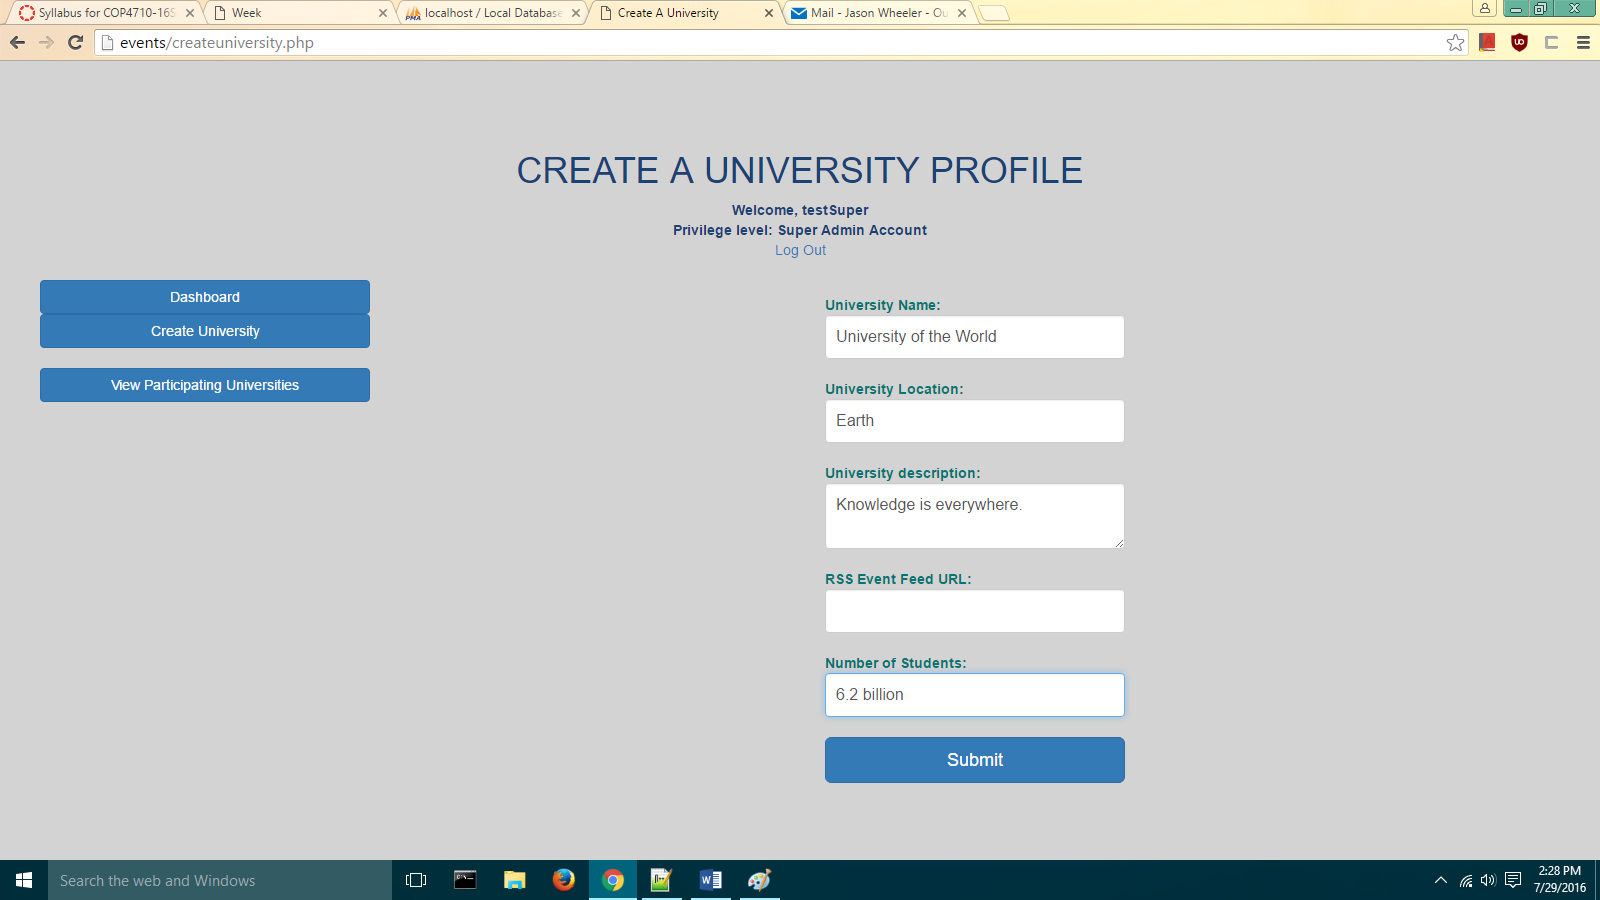 Syllabus for COP4710-16S
Week
localhost / Local Database
Create A University
Mail - Jason Wheeler - Ou
events/createuniversity.php
CREATE A UNIVERSITY PROFILE
Welcome, testSuper
Privilege level: Super Admin Account
Log Out
Dashboard
Create University
View Participating Universities
University Name:
University of the World
University Location:
Earth
University description:
Knowledge is everywhere.
RSS Event Feed URL:
Number of Students:
6.2 billion
Submit
Search the web and Windows
2:28 PM
7/29/2016